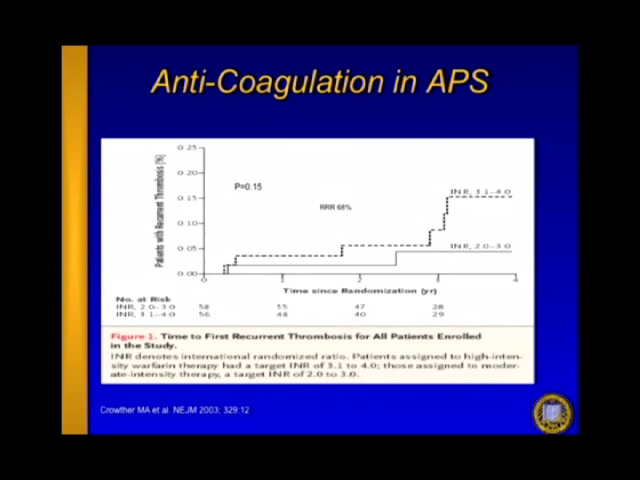 Anti-Coagulation in APS
Patients with Recurrent Thrombosis (%)
0.25
0.20
0.15
0.10
0.05
0.00
P=0.15
RRR 68%
INR, 3.1–4.0
INR, 2.0–3.0
1
2
3
4
Time since Randomization (yr)
No. at Risk
INR, 2.0–3.0 58 55 47 28
INR, 3.1–4.0 56 48 40 29
Figure 1. Time to First Recurrent Thrombosis for All Patients Enrolled
in the Study.
INR denotes international randomized ratio. Patients assigned to high-inten-
sity warfarin therapy had a target INR of 3.1 to 4.0; those assigned to moder-
ate-intensity therapy, a target INR of 2.0 to 3.0.
Crowther MA et al. NEJM 2003; 329:12